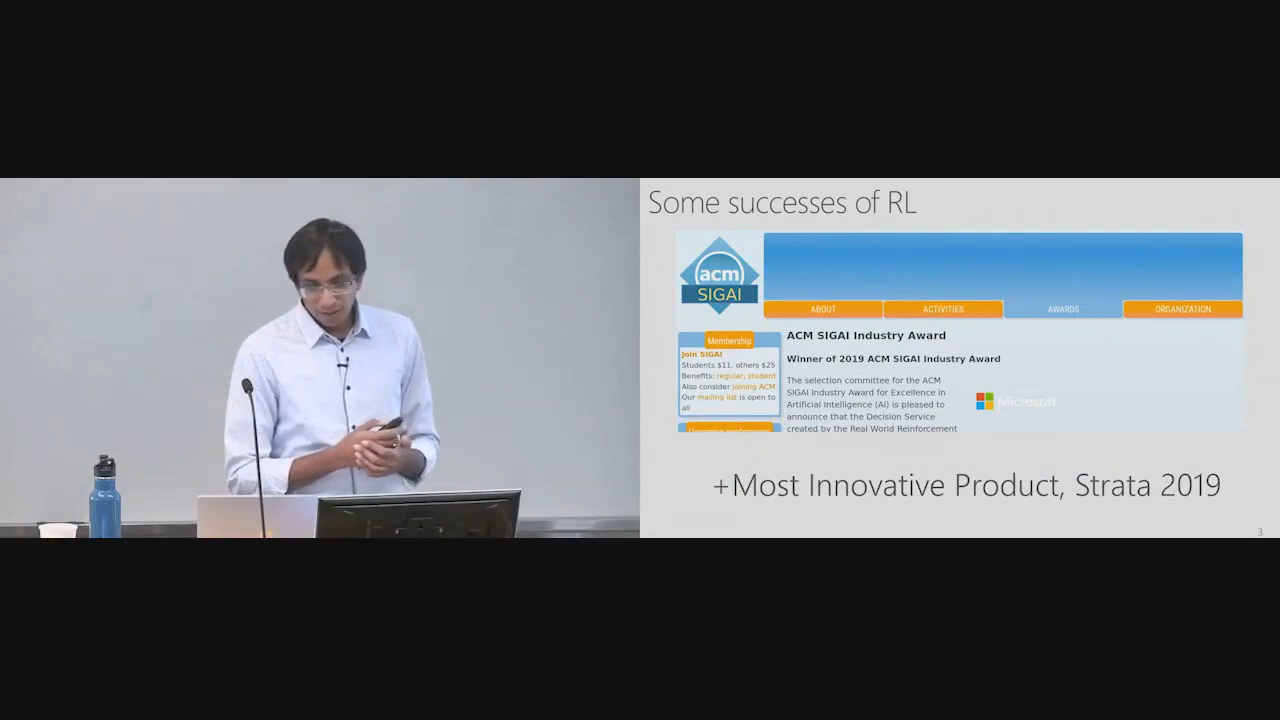 Some successes of RL
acm
SIGAI
ABOUT
ACTIVITIES
AWARDS
ORGANIZATION
Membership
Join SIGAI
Students $11, others $25
Benefits: regular, student
Also consider joining ACM
Our mailing list is open to
all
Upcoming conferences
ACM SIGAI Industry Award
Winner of 2019 ACM SIGAI Industry Award
The selection committee for the ACM
SIGAI Industry Award for Excellence in
Artificial Intelligence (AI) is pleased to
announce that the Decision Service
created by the Real World Reinforcement
Microsoft
+Most Innovative Product, Strata 2019
3